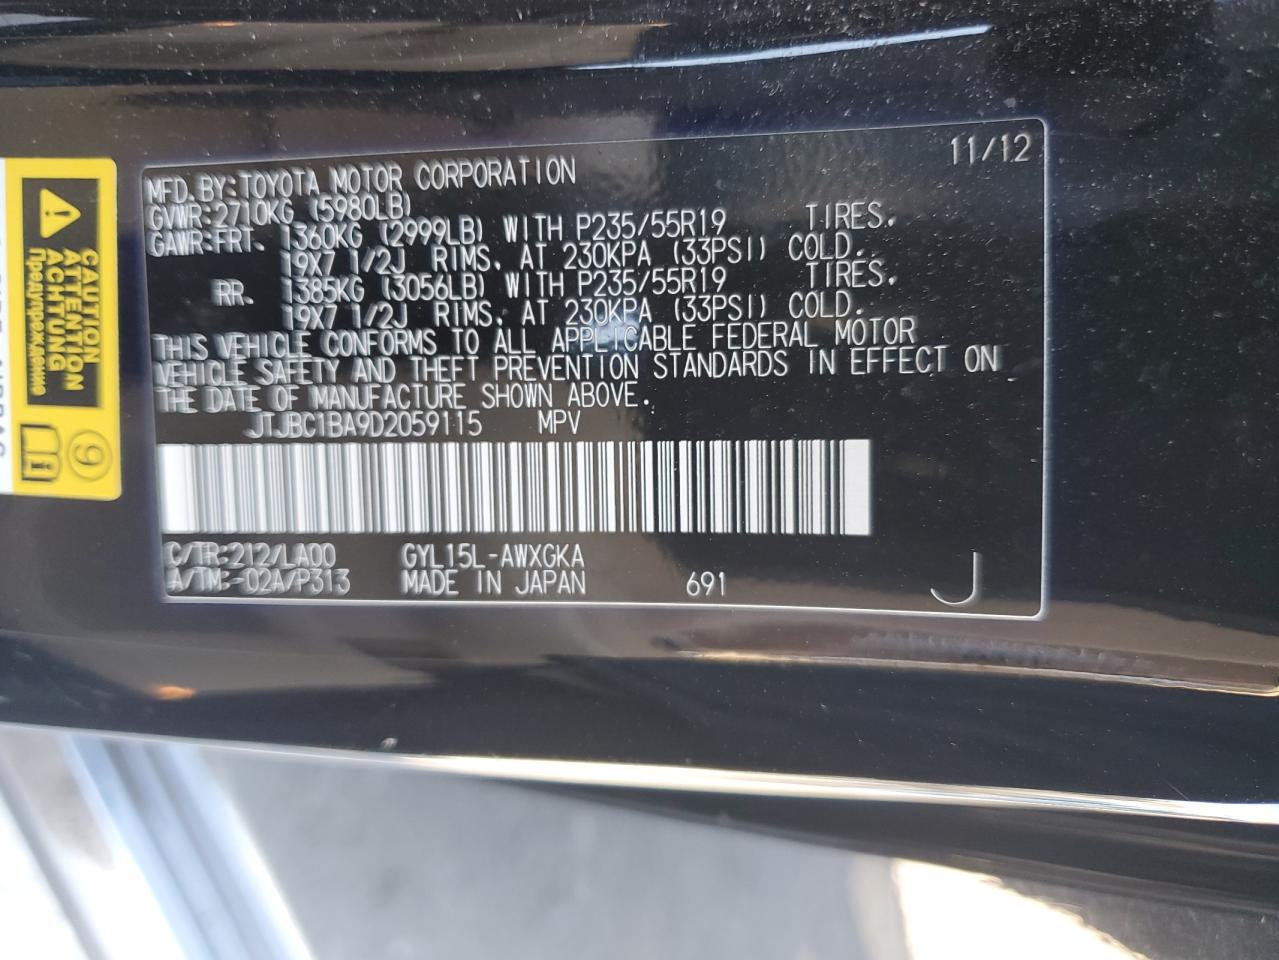 11/12
MFD. BY: TOYOTA MOTOR CORPORATION
GVWR: 2710KG (5980LB)
GAWR: FRT. 1360KG (2999LB) WITH P235/55R19 TIRES.
19X7 1/2J RIMS, AT 230KPA (33PSI) COLD.
RR. 1385KG (3056LB) WITH P235/55R19 TIRES.
19X7 1/2J RIMS, AT 230KPA (33PSI) COLD.
THIS VEHICLE CONFORMS TO ALL APPLICABLE FEDERAL MOTOR
VEHICLE SAFETY AND THEFT PREVENTION STANDARDS IN EFFECT ON
THE DATE OF MANUFACTURE SHOWN ABOVE.
JTJBC1BA9D2059115 MPV
C/TR: 212/LA00 GYL15L-AWXGKA
A/TM: -02A/P313 MADE IN JAPAN 691 J
CAUTION
ATTENTION
ACHTUNG
Предупреждение
9